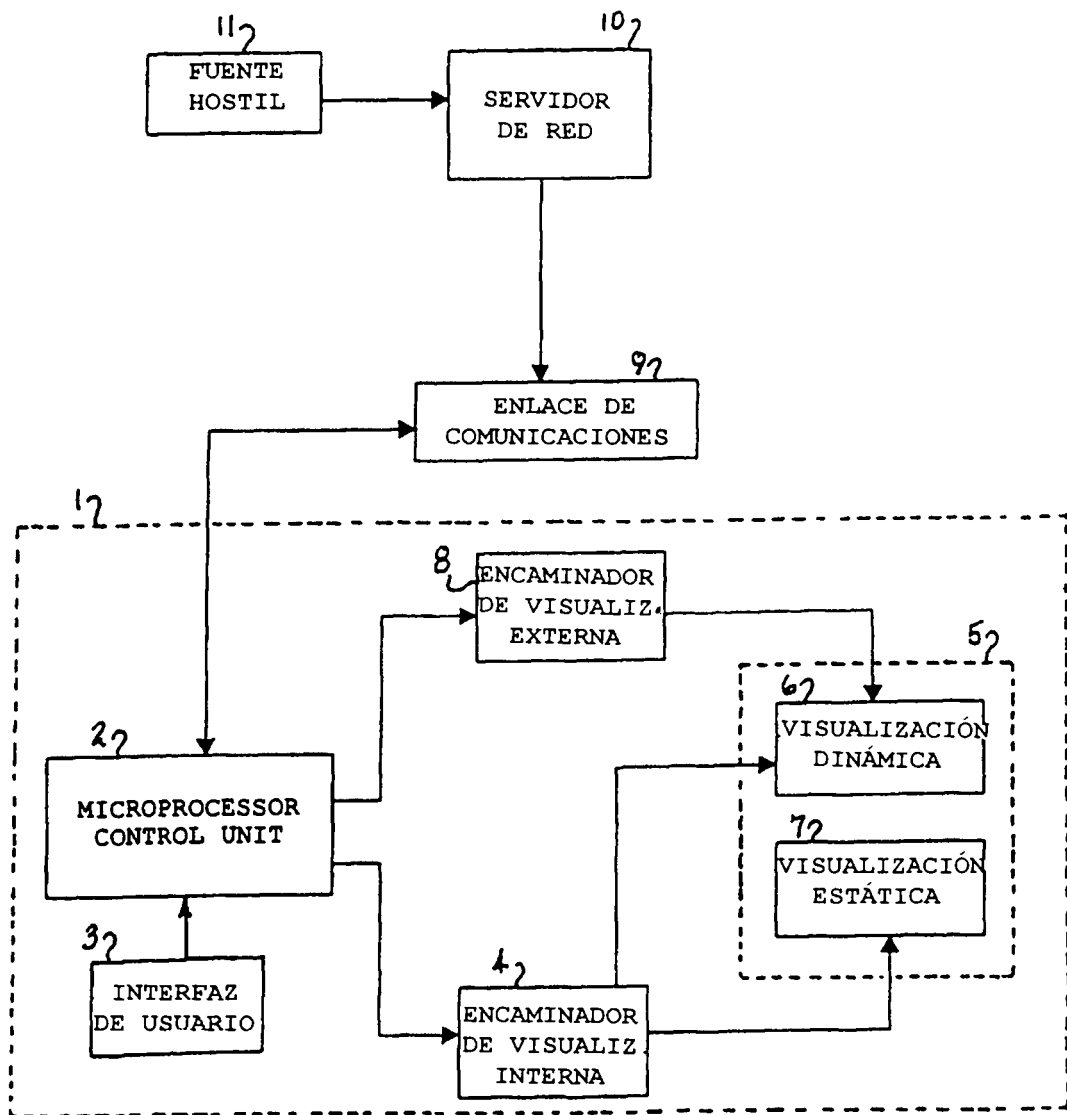 11
FUENTE
HOSTIL
10
SERVIDOR
DE RED
9
ENLACE DE
COMUNICACIONES
1
8
ENCAMINADOR
DE VISUALIZ.
EXTERNA
5
6
VISUALIZACIÓN
DINÁMICA
2
MICROPROCESSOR
CONTROL UNIT
7
VISUALIZACIÓN
ESTÁTICA
3
INTERFAZ
DE USUARIO
4
ENCAMINADOR
DE VISUALIZ.
INTERNA